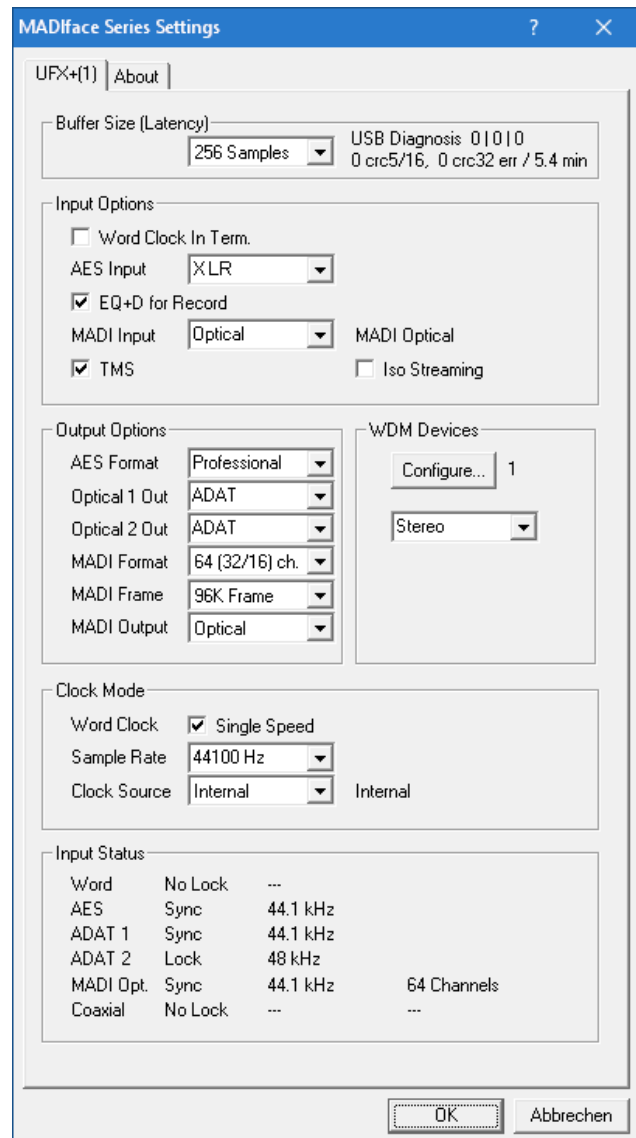 MADIface Series Settings ? ×
UFX+(1) About
Buffer Size (Latency)
256 Samples
USB Diagnosis 0|0|0
0 crc5/16, 0 crc32 err / 5.4 min
Input Options
Word Clock In Term.
AES Input XLR
EQ+D for Record
MADI Input Optical MADI Optical
TMS Iso Streaming
Output Options
AES Format Professional
Optical 1 Out ADAT
Optical 2 Out ADAT
MADI Format 64 (32/16) ch.
MADI Frame 96K Frame
MADI Output Optical
WDM Devices
Configure... 1
Stereo
Clock Mode
Word Clock Single Speed
Sample Rate 44100 Hz
Clock Source Internal Internal
Input Status
Word No Lock ---
AES Sync 44.1 kHz
ADAT 1 Sync 44.1 kHz
ADAT 2 Lock 48 kHz
MADI Opt. Sync 44.1 kHz 64 Channels
Coaxial No Lock --- ---
OK Abbrechen